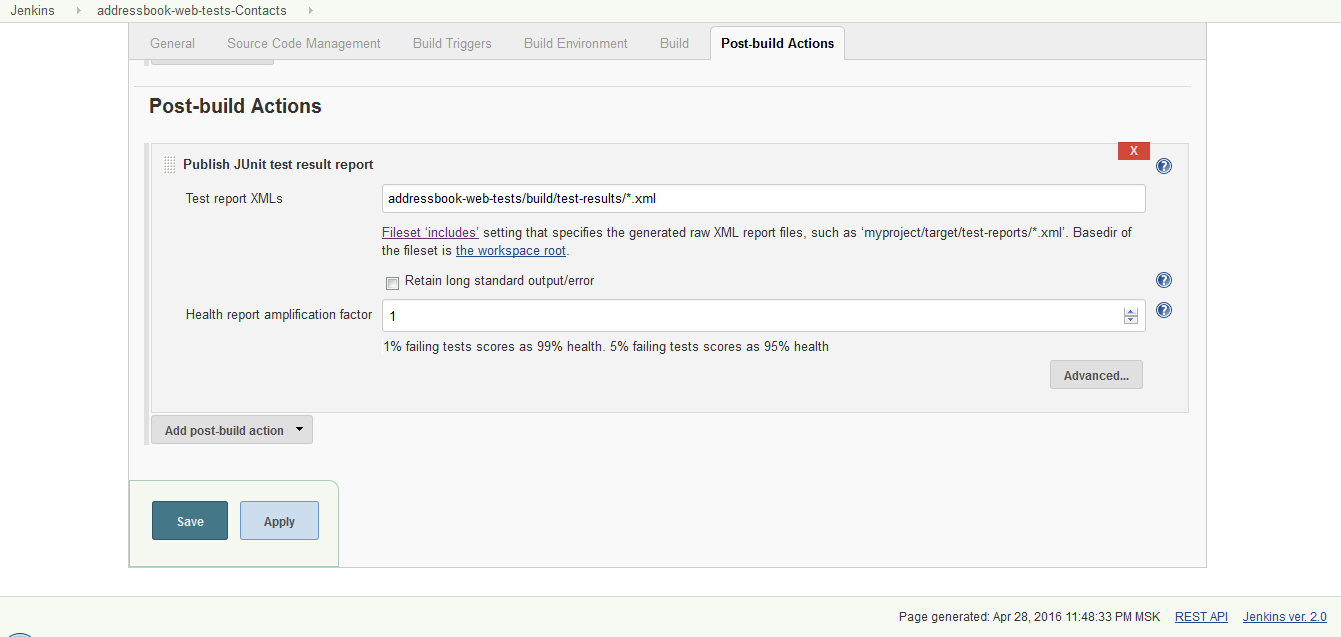 Jenkins addressbook-web-tests-Contacts
General Source Code Management Build Triggers Build Environment Build Post-build Actions
Post-build Actions
X
Publish JUnit test result report
Test report XMLs addressbook-web-tests/build/test-results/*.xml
Fileset ‘includes’ setting that specifies the generated raw XML report files, such as ‘myproject/target/test-reports/*.xml’. Basedir of
the fileset is the workspace root.
Retain long standard output/error
Health report amplification factor 1
1% failing tests scores as 99% health. 5% failing tests scores as 95% health
Advanced...
Add post-build action
Save Apply
Page generated: Apr 28, 2016 11:48:33 PM MSK REST API Jenkins ver. 2.0